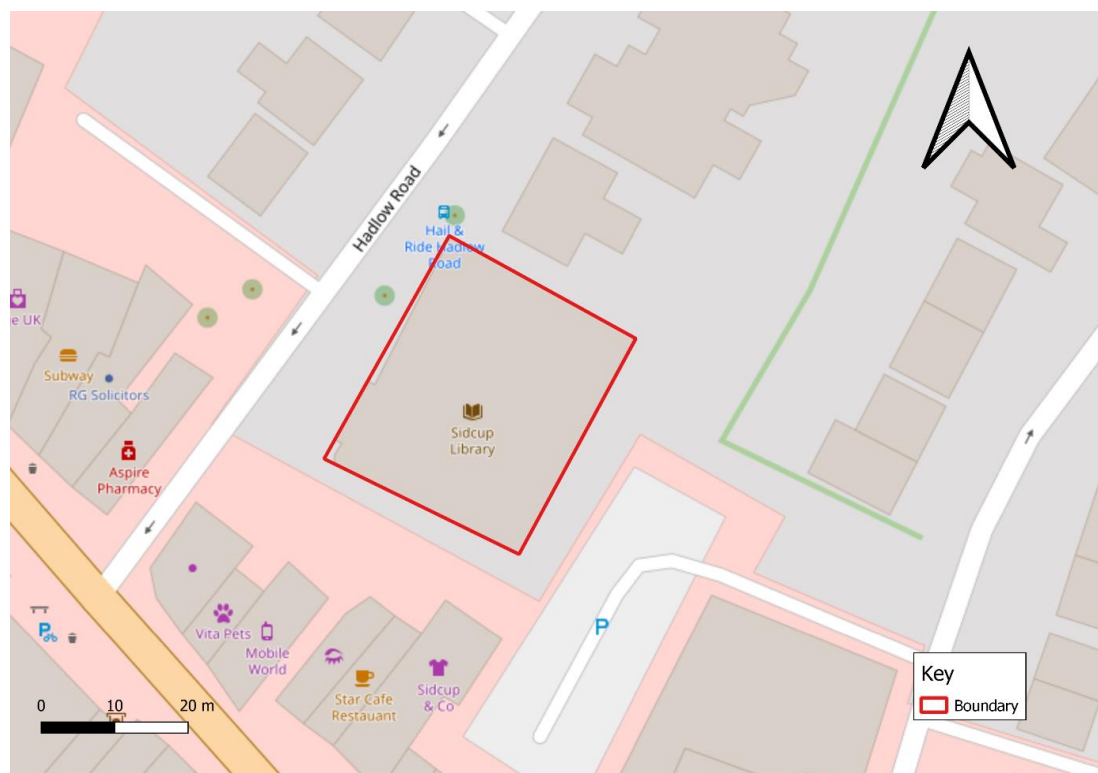 Hadlow Road
Hail &
Ride Hadlow
Road
e UK
Subway
RG Solicitors
Aspire
Pharmacy
Sidcup
Library
P
P
Vita Pets
Mobile
World
Star Cafe
Restauant
Sidcup
& Co
0 10 20 m
Key
Boundary